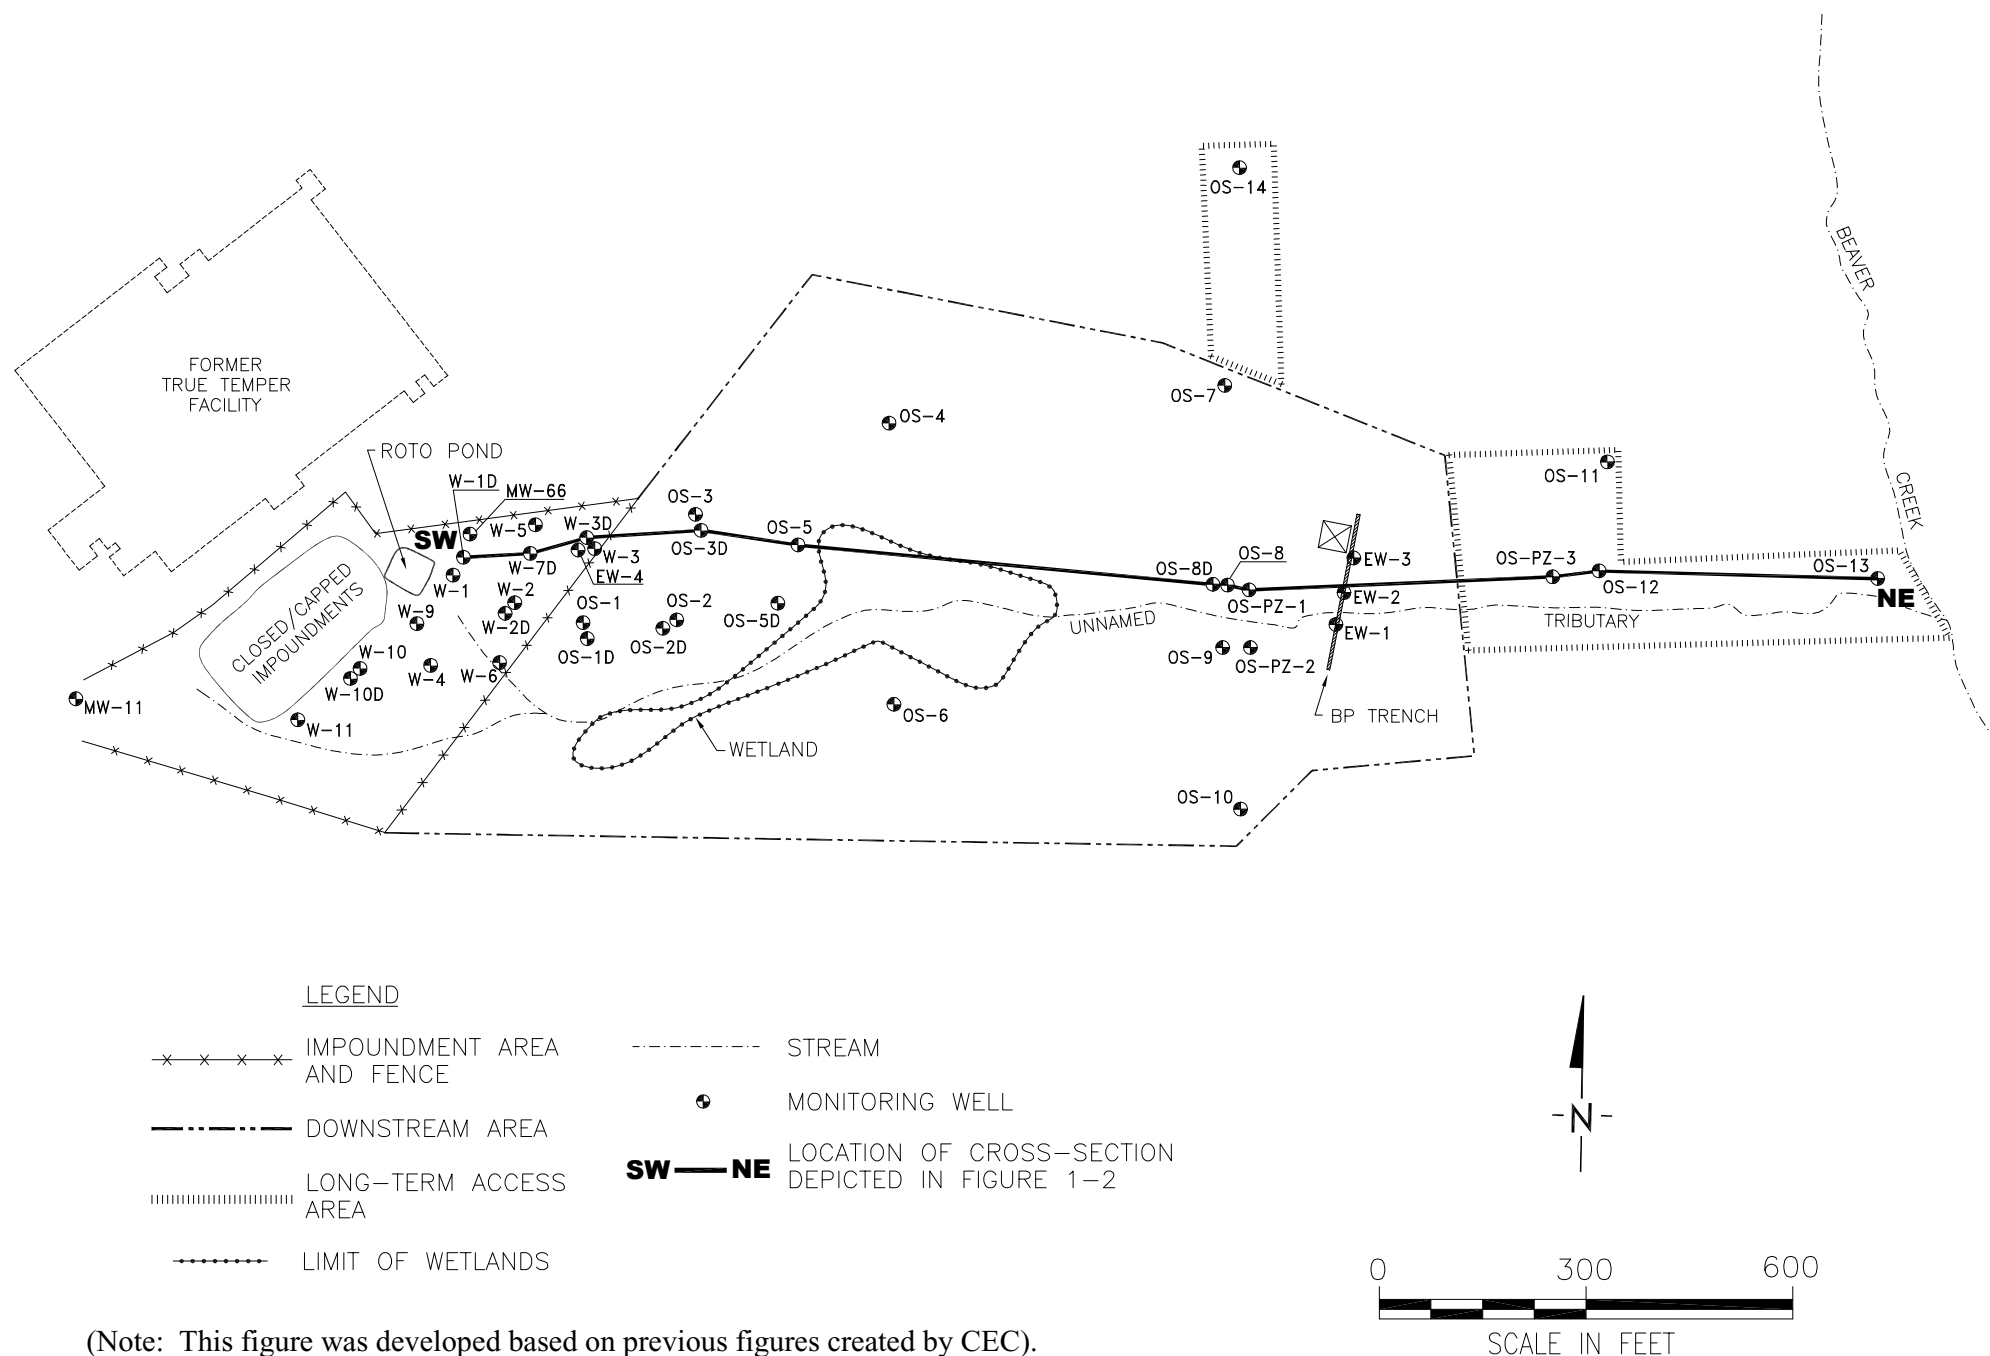 OS-14
BEAVER
CREEK
FORMER
TRUE TEMPER
FACILITY
OS-7
OS-4
ROTO POND
W-1D
MW-66
OS-11
OS-3
W-5
W-3D
SW
OS-3D
OS-5
W-7D
W-3
EW-4
OS-8
OS-8D
EW-3
OS-PZ-3
OS-13
W-1
W-2
OS-1
OS-2
OS-PZ-1
EW-2
OS-12
NE
CLOSED/CAPPED
IMPOUNDMENTS
W-9
W-2D
OS-5D
UNNAMED
EW-1
TRIBUTARY
OS-1D
OS-2D
W-10
W-4
W-6
OS-9
OS-PZ-2
W-10D
MW-11
W-11
OS-6
BP TRENCH
WETLAND
OS-10
LEGEND
IMPOUNDMENT AREA
AND FENCE
DOWNSTREAM AREA
LONG-TERM ACCESS
AREA
LIMIT OF WETLANDS
STREAM
MONITORING WELL
SW NE
LOCATION OF CROSS-SECTION
DEPICTED IN FIGURE 1-2
-N-
0 300 600
SCALE IN FEET
(Note: This figure was developed based on previous figures created by CEC).